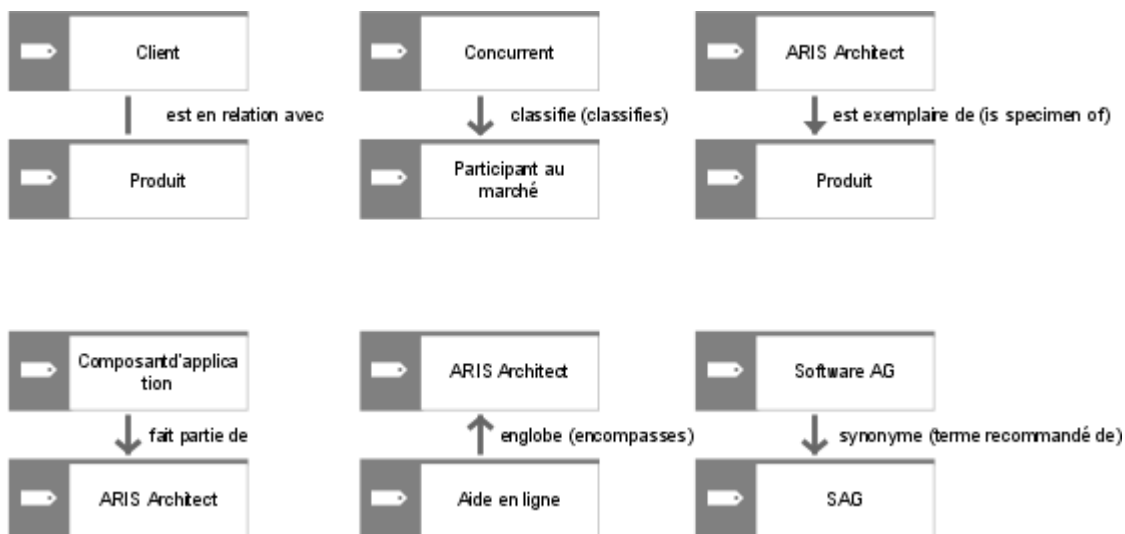 Client
Concurrent
ARIS Architect
est en relation avec
classifie (classifies)
est exemplaire de (is specimen of)
Produit
Participant au
marché
Produit
Composantd'applica
tion
ARIS Architect
Software AG
fait partie de
englobe (encompasses)
synonyme (terme recommandé de)
ARIS Architect
Aide en ligne
SAG